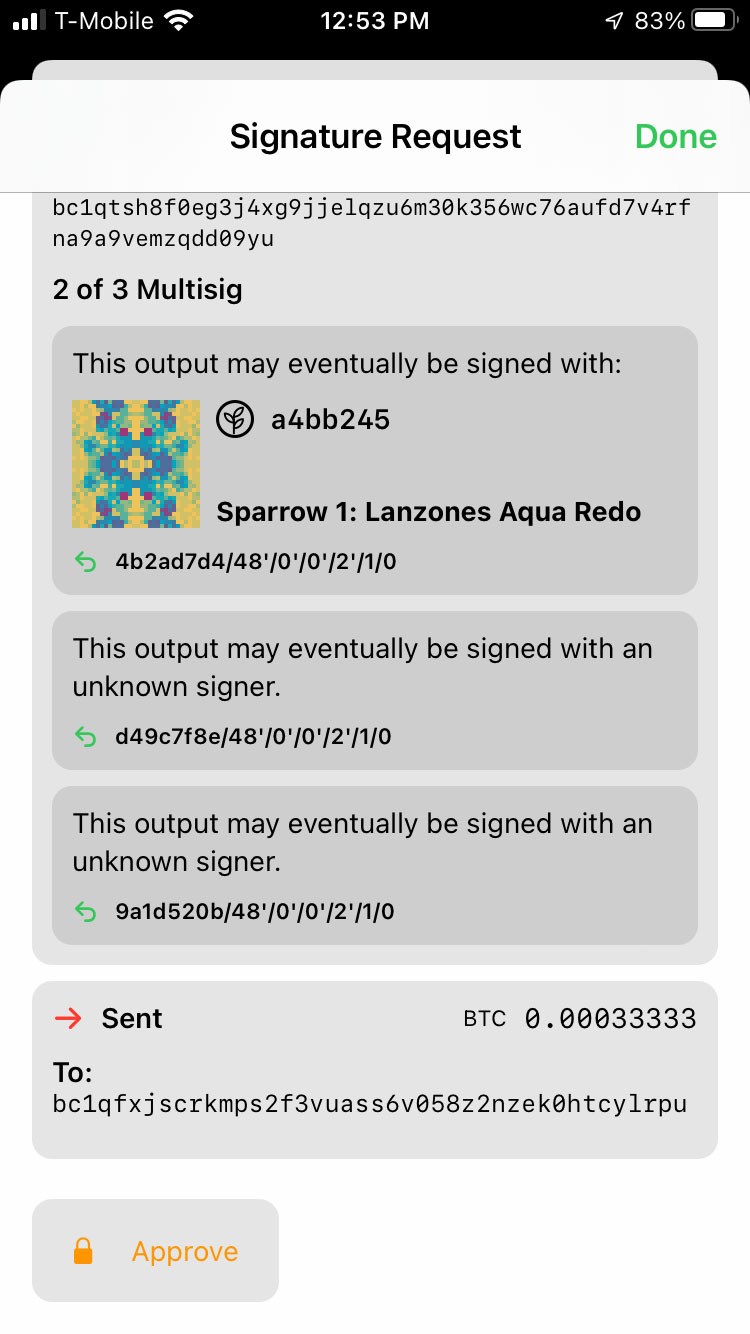 T-Mobile 12:53 PM 83%
Signature Request Done
bc1qtsh8f0eg3j4xg9jjelqzu6m30k356wc76aufd7v4rf
na9a9vemzqdd09yu
2 of 3 Multisig
This output may eventually be signed with:
a4bb245
Sparrow 1: Lanzones Aqua Redo
4b2ad7d4/48'/0'/0'/2'/1/0
This output may eventually be signed with an
unknown signer.
d49c7f8e/48'/0'/0'/2'/1/0
This output may eventually be signed with an
unknown signer.
9a1d520b/48'/0'/0'/2'/1/0
Sent BTC 0.00033333
To:
bc1qfxjscrkmps2f3vuass6v058z2nzek0htcylrpu
Approve